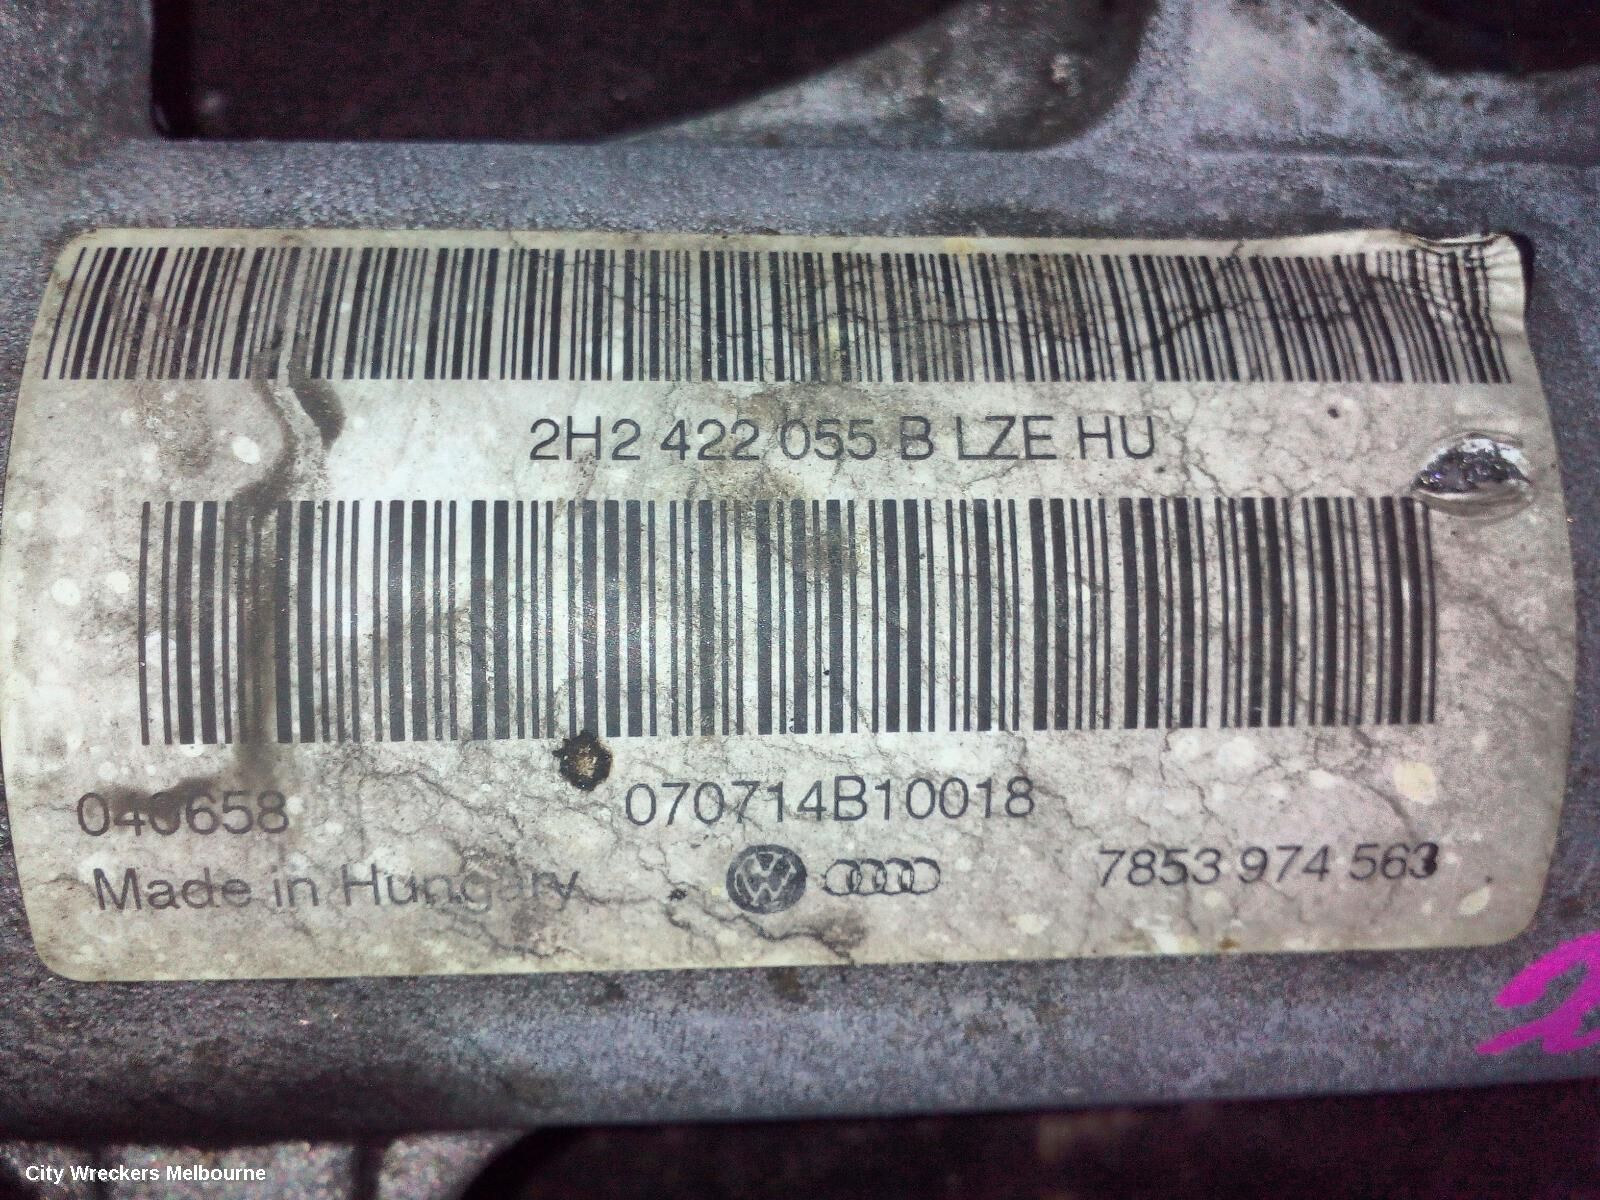 2H2 422 055 B LZE HU
040658
070714B10018
Made in Hungary
7853 974 563
City Wreckers Melbourne